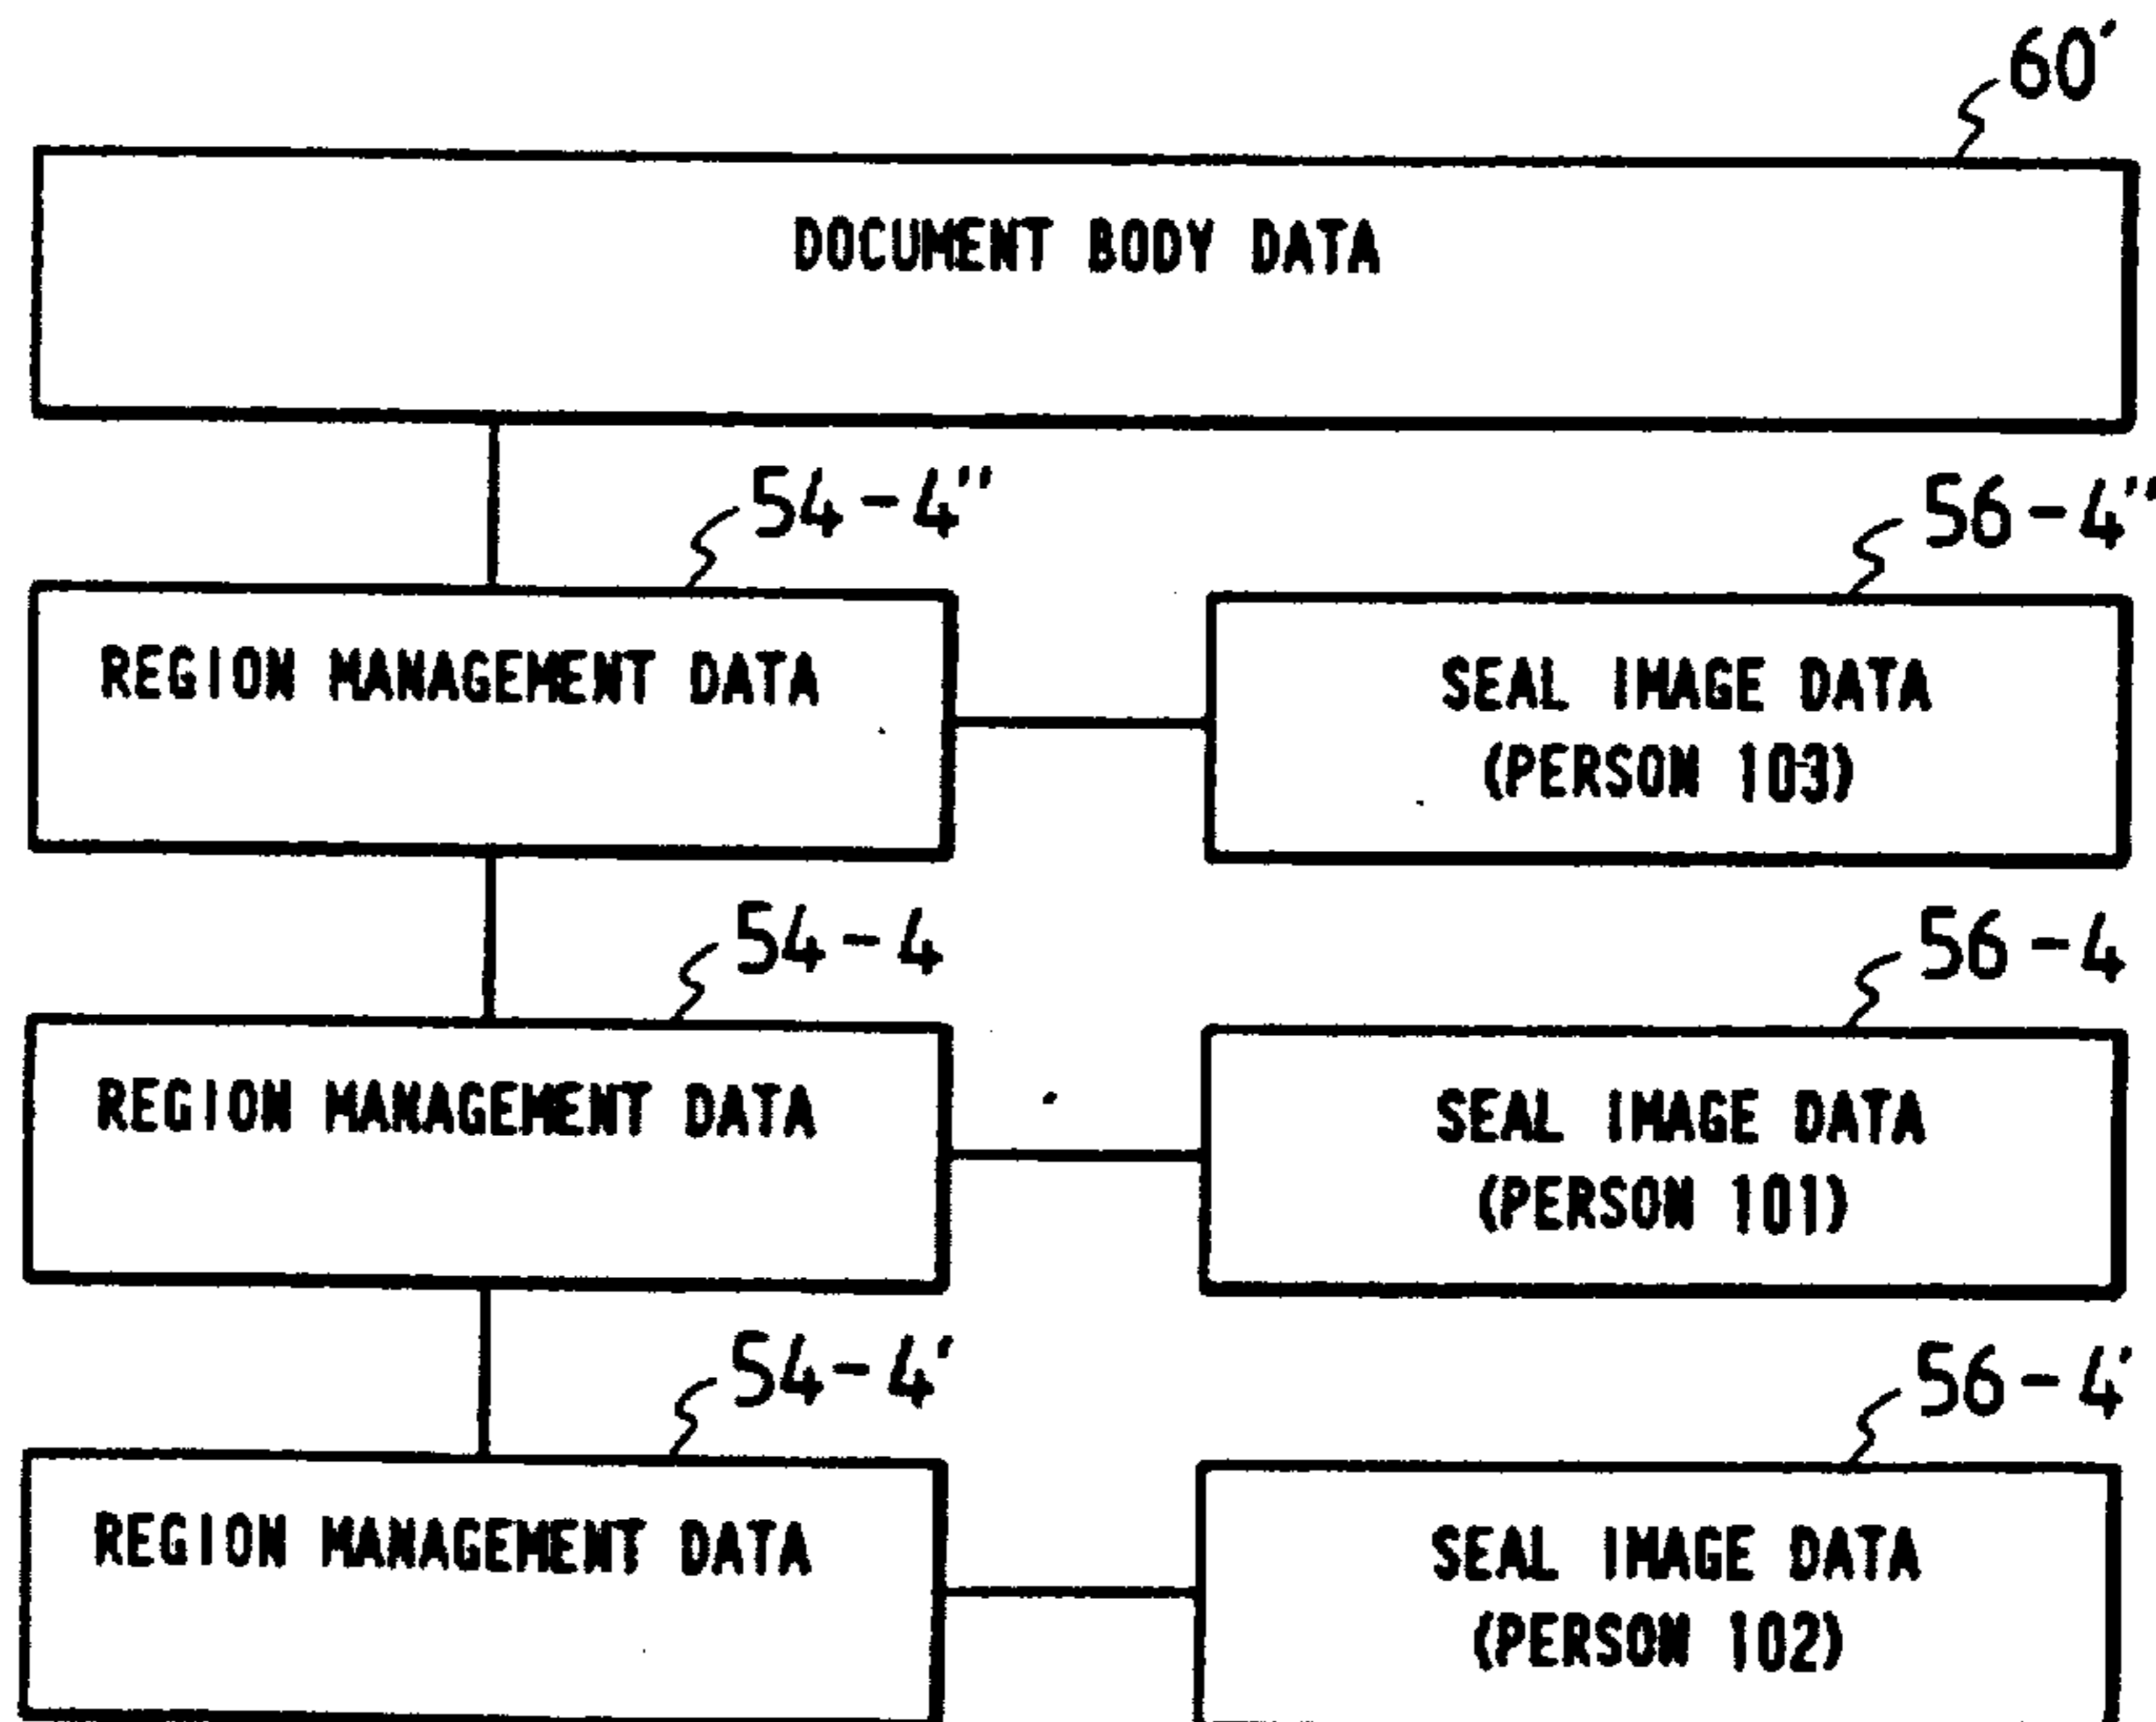 60'
DOCUMENT BODY DATA
54-4"
56-4"
REGION MANAGEMENT DATA
SEAL IMAGE DATA
(PERSON 103)
54-4
56-4
REGION MANAGEMENT DATA
SEAL IMAGE DATA
(PERSON 101)
54-4'
56-4'
REGION MANAGEMENT DATA
SEAL IMAGE DATA
(PERSON 102)